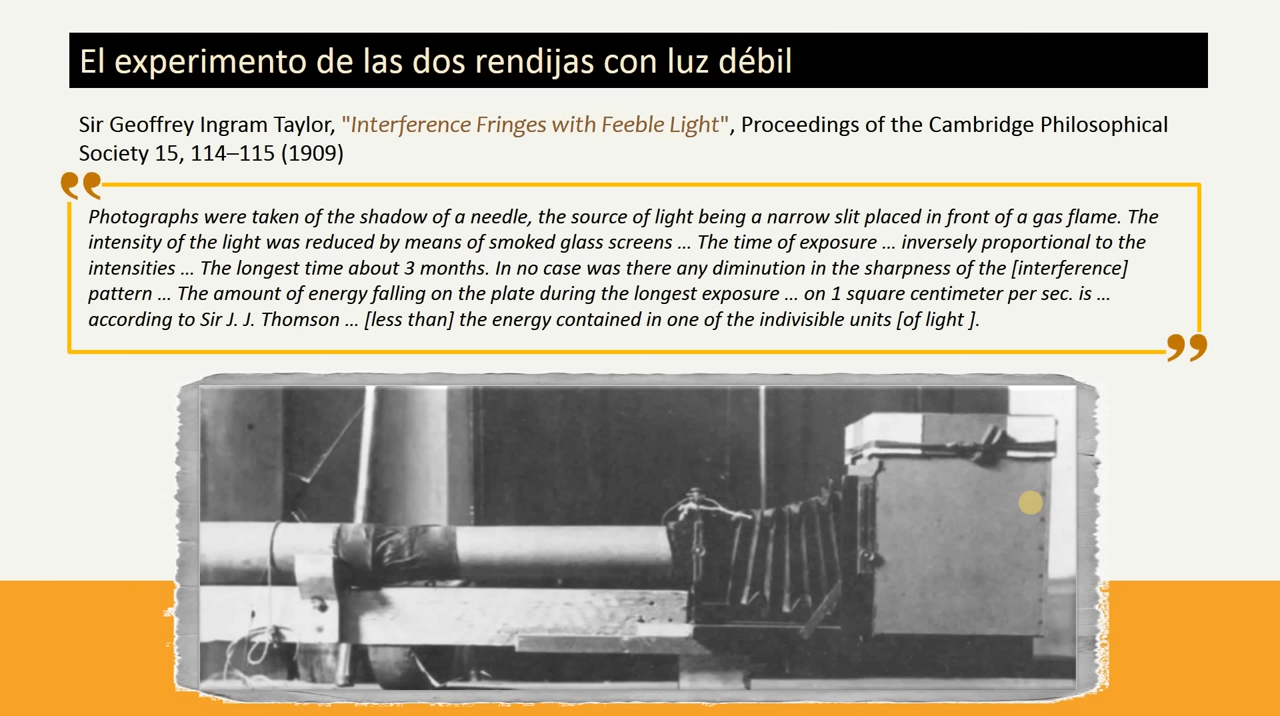 El experimento de las dos rendijas con luz débil
Sir Geoffrey Ingram Taylor, "Interference Fringes with Feeble Light", Proceedings of the Cambridge Philosophical
Society 15, 114–115 (1909)
Photographs were taken of the shadow of a needle, the source of light being a narrow slit placed in front of a gas flame. The
intensity of the light was reduced by means of smoked glass screens ... The time of exposure ... inversely proportional to the
intensities ... The longest time about 3 months. In no case was there any diminution in the sharpness of the [interference]
pattern ... The amount of energy falling on the plate during the longest exposure ... on 1 square centimeter per sec. is ...
according to Sir J. J. Thomson ... [less than] the energy contained in one of the indivisible units [of light ].